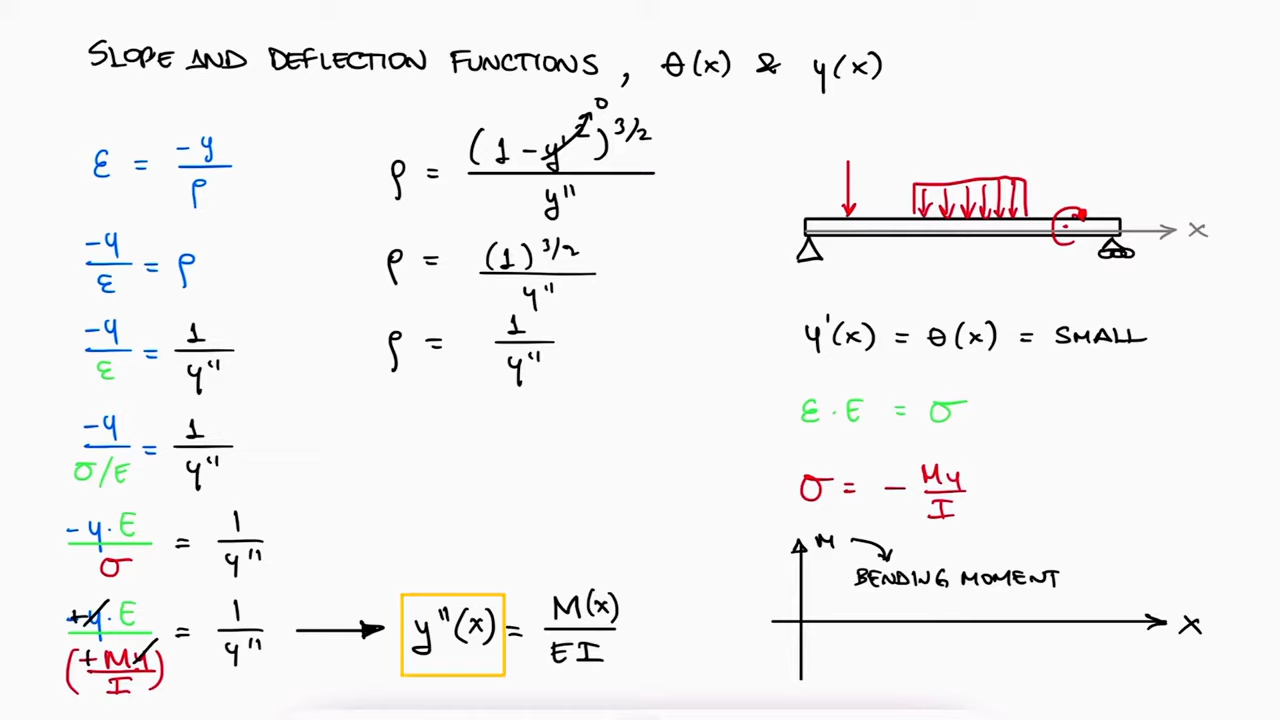 SLOPE AND DEFLECTION FUNCTIONS, θ(x) & y(x)
ε = -y/ρ
-y/ε = ρ
-y/ε = 1/y''
-y/(σ/E) = 1/y''
-y·E/σ = 1/y''
+y·E/(+My/I) = 1/y''
ρ = (1 - y'²)^3/2 / y''
0
ρ = (1)^3/2 / y''
ρ = 1/y''
y''(x) = M(x)/EI
x
y'(x) = θ(x) = SMALL
ε·E = σ
σ = - My/I
M
BENDING MOMENT
x